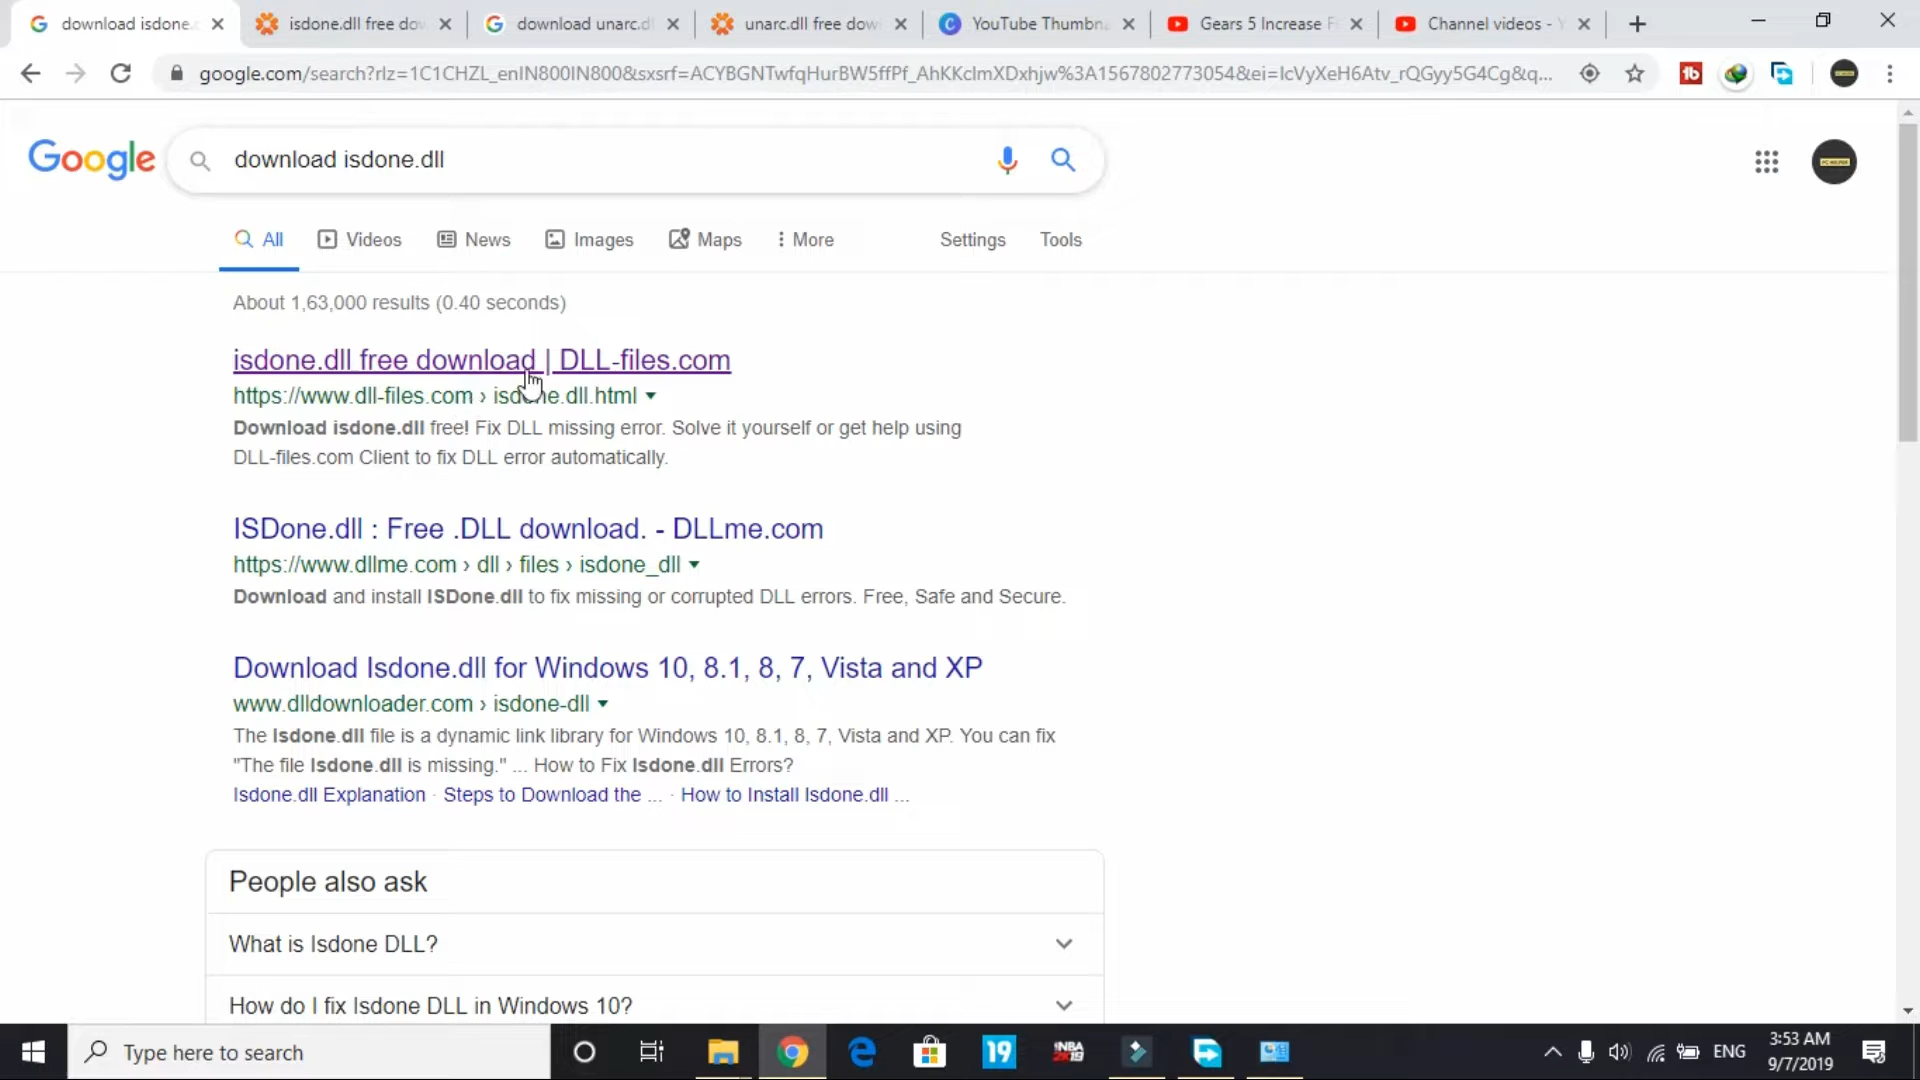 download isdone.
isdone.dll free dow
download unarc.d
unarc.dll free dow
YouTube Thumbna
Gears 5 Increase F
Channel videos - Y
google.com/search?rlz=1C1CHZL_enIN800IN800&sxsrf=ACYBGNTwfqHurBW5ffPf_AhKKclmXDxhjw%3A1567802773054&ei=IcVyXeH6Atv_rQGyy5G4Cg&q...
Google
download isdone.dll
All
Videos
News
Images
Maps
More
Settings
Tools
About 1,63,000 results (0.40 seconds)
isdone.dll free download | DLL-files.com
https://www.dll-files.com › isdone.dll.html
Download isdone.dll free! Fix DLL missing error. Solve it yourself or get help using
DLL-files.com Client to fix DLL error automatically.
ISDone.dll : Free .DLL download. - DLLme.com
https://www.dllme.com › dll › files › isdone_dll
Download and install ISDone.dll to fix missing or corrupted DLL errors. Free, Safe and Secure.
Download Isdone.dll for Windows 10, 8.1, 8, 7, Vista and XP
www.dlldownloader.com › isdone-dll
The Isdone.dll file is a dynamic link library for Windows 10, 8.1, 8, 7, Vista and XP. You can fix
"The file Isdone.dll is missing." ... How to Fix Isdone.dll Errors?
Isdone.dll Explanation · Steps to Download the ... · How to Install Isdone.dll ...
People also ask
What is Isdone DLL?
How do I fix Isdone DLL in Windows 10?
Type here to search
19
NBA
2K19
ENG
3:53 AM
9/7/2019